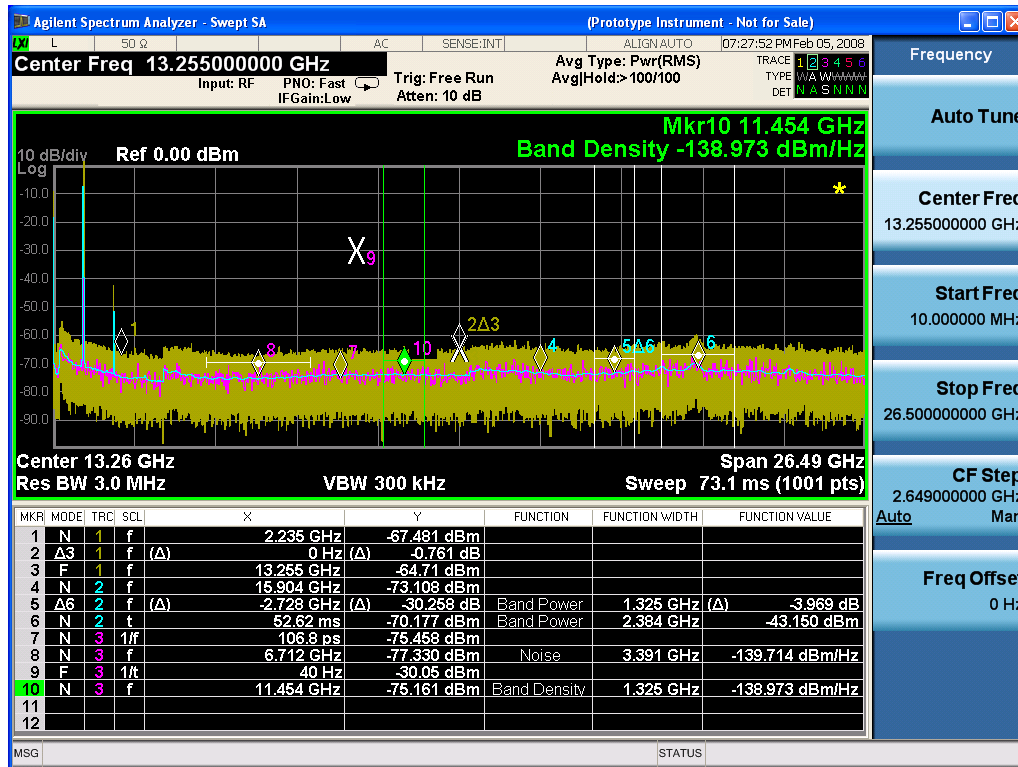 Agilent Spectrum Analyzer - Swept SA (Prototype Instrument - Not for Sale)
LXI L 50 Ω AC SENSE:INT ALIGN AUTO 07:27:52 PM Feb 05, 2008
Center Freq 13.255000000 GHz
Input: RF PNO: Fast
IFGain:Low
Trig: Free Run
Atten: 10 dB
Avg Type: Pwr(RMS)
Avg|Hold:>100/100
TRACE 1 2 3 4 5 6
TYPE W A W W W W
DET N A S N N N
Mkr10 11.454 GHz
Band Density -138.973 dBm/Hz
10 dB/div Ref 0.00 dBm
Log
-10.0
-20.0
-30.0
-40.0
-50.0
-60.0
-70.0
-80.0
-90.0
*
X 9
1
8
7
10
2Δ3
4
5Δ6
6
Center 13.26 GHz Span 26.49 GHz
Res BW 3.0 MHz VBW 300 kHz Sweep 73.1 ms (1001 pts)
MKR MODE TRC SCL X Y FUNCTION FUNCTION WIDTH FUNCTION VALUE
1 N 1 f 2.235 GHz -67.481 dBm
2 Δ3 1 f (Δ) 0 Hz (Δ) -0.761 dB
3 F 1 f 13.255 GHz -64.71 dBm
4 N 2 f 15.904 GHz -73.108 dBm
5 Δ6 2 f (Δ) -2.728 GHz (Δ) -30.258 dB Band Power 1.325 GHz (Δ) -3.969 dB
6 N 2 t 52.62 ms -70.177 dBm Band Power 2.384 GHz -43.150 dBm
7 N 3 1/f 106.8 ps -75.458 dBm
8 N 3 f 6.712 GHz -77.330 dBm Noise 3.391 GHz -139.714 dBm/Hz
9 F 3 1/t 40 Hz -30.05 dBm
10 N 3 f 11.454 GHz -75.161 dBm Band Density 1.325 GHz -138.973 dBm/Hz
11
12
MSG STATUS
Frequency
Auto Tune
Center Freq
13.255000000 GHz
Start Freq
10.000000 MHz
Stop Freq
26.500000000 GHz
CF Step
2.649000000 GHz
Auto Man
Freq Offset
0 Hz